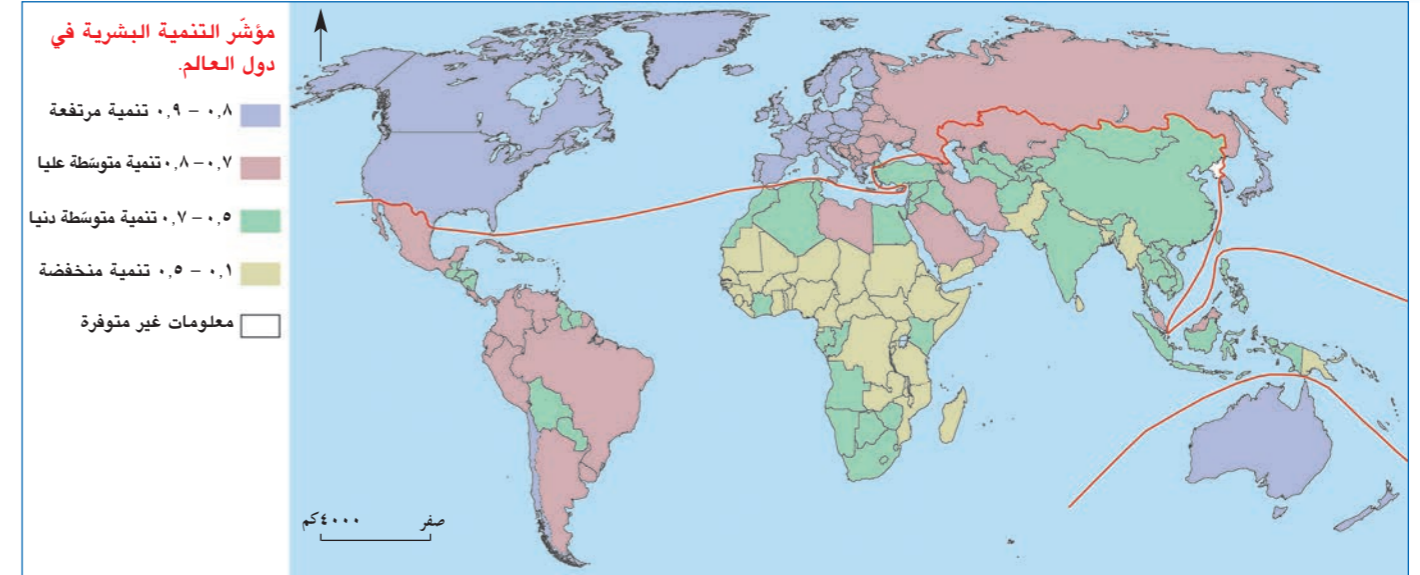 مؤشّر التنمية البشرية في
دول العالم.
٠,٨ – ٠,٩ تنمية مرتفعة
٠,٧ – ٠,٨ تنمية متوسّطة عليا
٠,٥ – ٠,٧ تنمية متوسّطة دنيا
٠,١ – ٠,٥ تنمية منخفضة
معلومات غير متوفرة
صفر ٤٠٠٠ كم